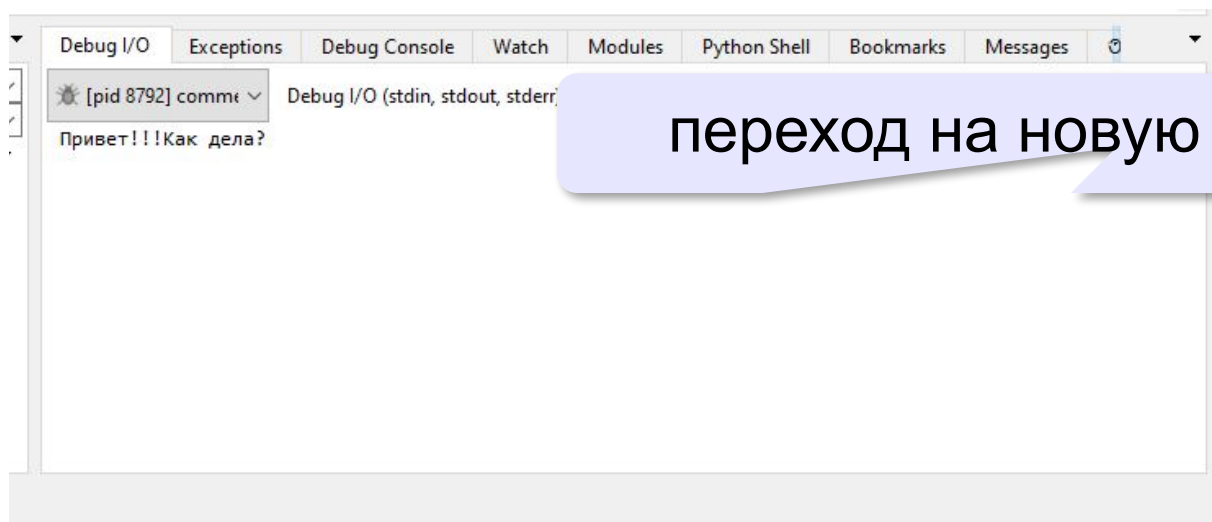 Debug I/O Exceptions Debug Console Watch Modules Python Shell Bookmarks Messages
[pid 8792] comme Debug I/O (stdin, stdout, stderr)
переход на новую
Привет!!!Как дела?